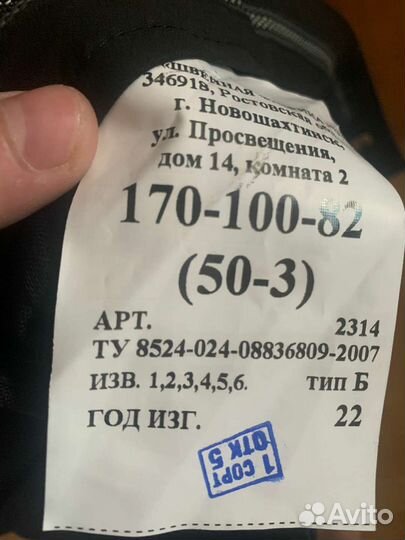 346918, Ростовская
г. Новошахтинск,
ул. Просвещения,
дом 14, комната 2
170-100-82
(50-3)
АРТ. 2314
ТУ 8524-024-08836809-2007
ИЗВ. 1,2,3,4,5,6. тип Б
ГОД ИЗГ. 22
1 СОРТ
ОТК 5
Avito